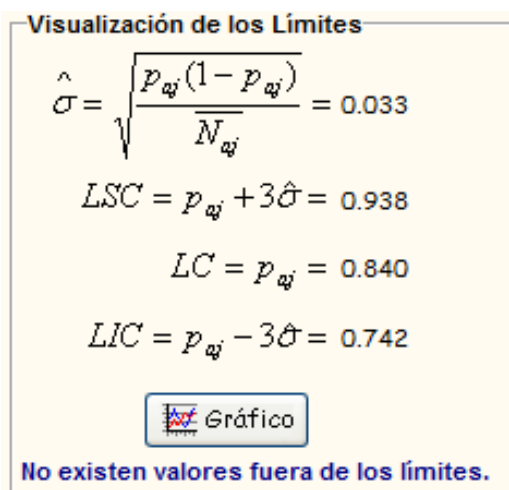 Visualización de los Límites
σ̂ = √(p_aj (1 − p_aj) / N̅_aj) = 0.033
LSC = p_aj + 3σ̂ = 0.938
LC = p_aj = 0.840
LIC = p_aj − 3σ̂ = 0.742
Gráfico
No existen valores fuera de los límites.